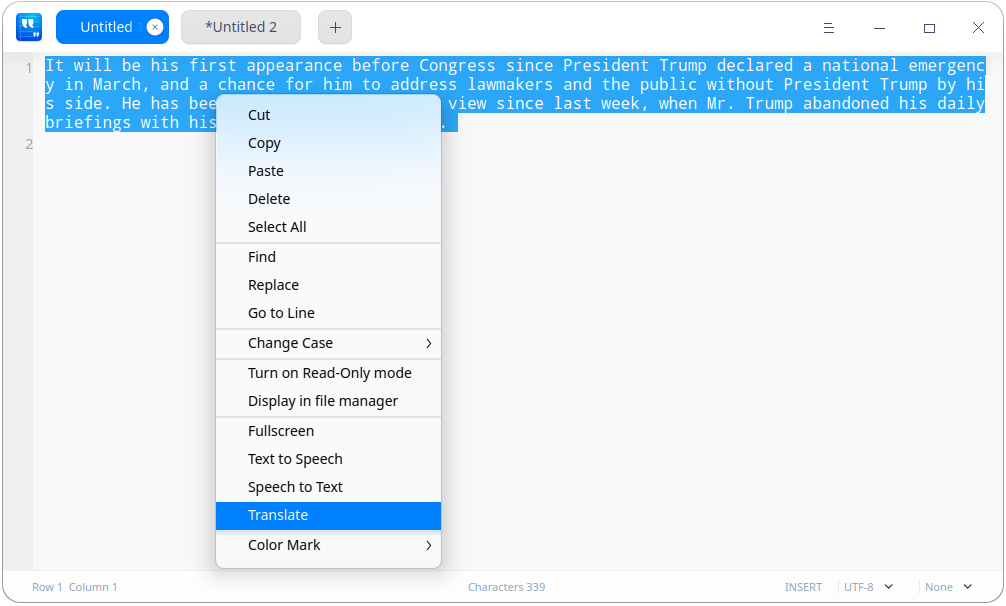 Untitled
*Untitled 2
1
It will be his first appearance before Congress since President Trump declared a national emergenc
y in March, and a chance for him to address lawmakers and the public without President Trump by hi
s side. He has bee view since last week, when Mr. Trump abandoned his daily
briefings with his .
2
Cut
Copy
Paste
Delete
Select All
Find
Replace
Go to Line
Change Case
Turn on Read-Only mode
Display in file manager
Fullscreen
Text to Speech
Speech to Text
Translate
Color Mark
Row 1 Column 1
Characters 339
INSERT
UTF-8
None